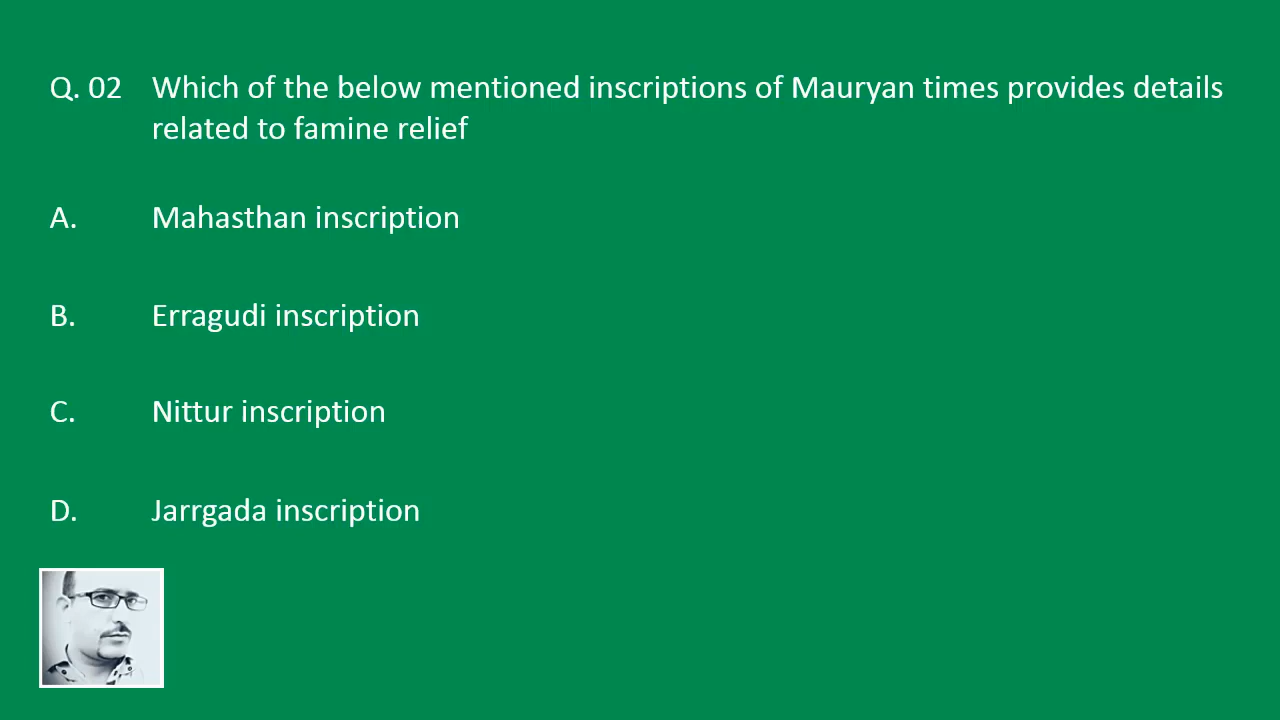 Q. 02 Which of the below mentioned inscriptions of Mauryan times provides details
related to famine relief
A. Mahasthan inscription
B. Erragudi inscription
C. Nittur inscription
D. Jarrgada inscription